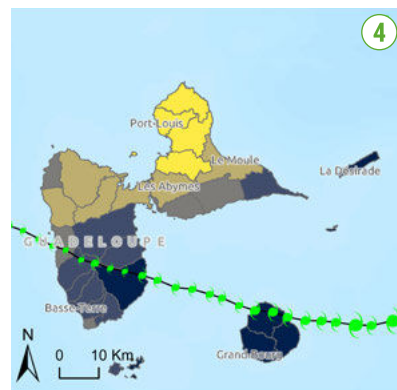 4
Port-Louis
Le Moule
La Désirade
Les Abymes
GUADELOUPE
Basse-Terre
Grand-Bourg
N
0 10 Km